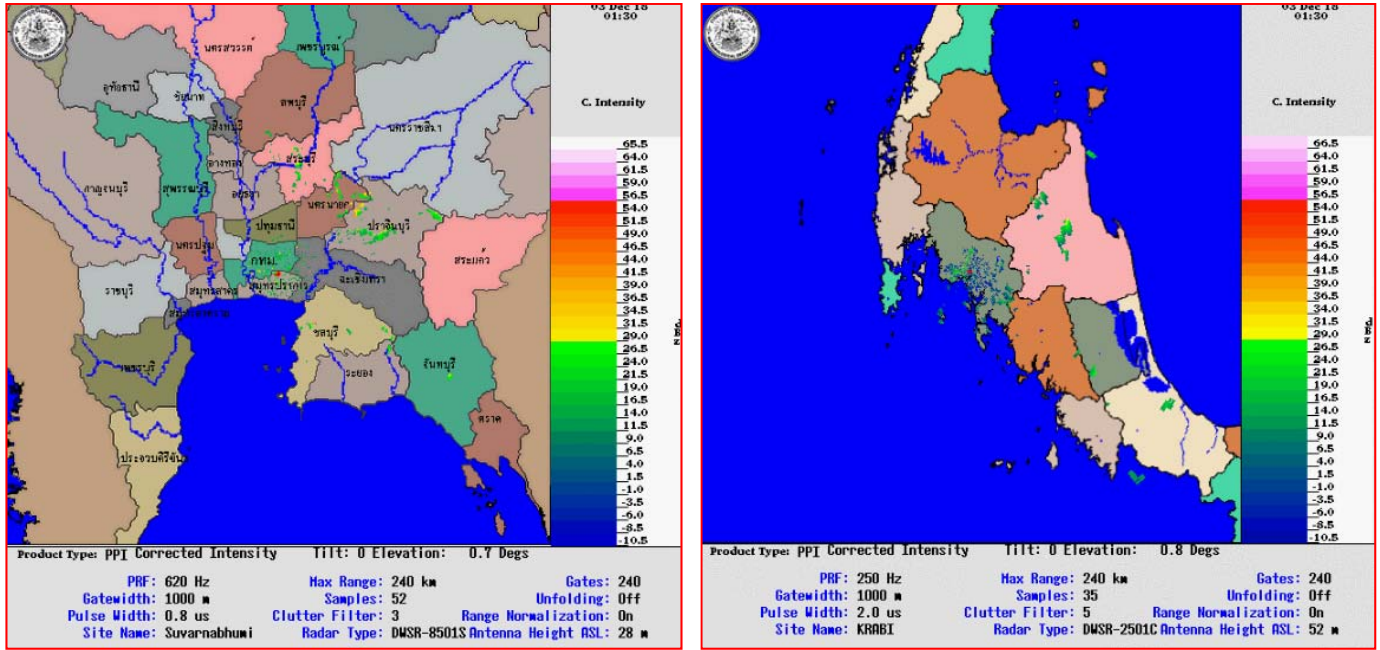 03 Dec 18
01:30
C. Intensity
65.5
64.0
61.5
59.0
56.5
54.0
51.5
49.0
46.5
44.0
41.5
39.0
36.5
34.0
31.5
29.0
26.5
24.0
21.5
19.0
16.5
14.0
11.5
9.0
6.5
4.0
1.5
-1.0
-3.5
-6.0
-8.5
-10.5
นครสวรรค์
เพชรบูรณ์
อุทัยธานี
ชัยนาท
ลพบุรี
สิงห์บุรี
นครราชสีมา
อ่างทอง
สระบุรี
กาญจนบุรี
สุพรรณบุรี
อยุธยา
นครนายก
ปทุมธานี
ปราจีนบุรี
นครปฐม
กทม.
สระแก้ว
ราชบุรี
สมุทรสาคร
สมุทรปราการ
ฉะเชิงเทรา
ชลบุรี
เพชรบุรี
ระยอง
จันทบุรี
ตราด
ประจวบคีรีขันธ์
Product Type: PPI Corrected Intensity Tilt: 0 Elevation: 0.7 Degs
PRF: 620 Hz Max Range: 240 km Gates: 240
Gatewidth: 1000 m Samples: 52 Unfolding: Off
Pulse Width: 0.8 us Clutter Filter: 3 Range Normalization: On
Site Name: Suvarnabhumi Radar Type: DWSR-8501S Antenna Height ASL: 28 m
03 Dec 18
01:30
C. Intensity
66.5
64.0
61.5
59.0
56.5
54.0
51.5
49.0
46.5
44.0
41.5
39.0
36.5
34.0
31.5
29.0
26.5
24.0
21.5
19.0
16.5
14.0
11.5
9.0
6.5
4.0
1.5
-1.0
-3.5
-6.0
-8.5
-10.5
Product Type: PPI Corrected Intensity Tilt: 0 Elevation: 0.8 Degs
PRF: 250 Hz Max Range: 240 km Gates: 240
Gatewidth: 1000 m Samples: 35 Unfolding: Off
Pulse Width: 2.0 us Clutter Filter: 5 Range Normalization: On
Site Name: KRABI Radar Type: DWSR-2501C Antenna Height ASL: 52 m